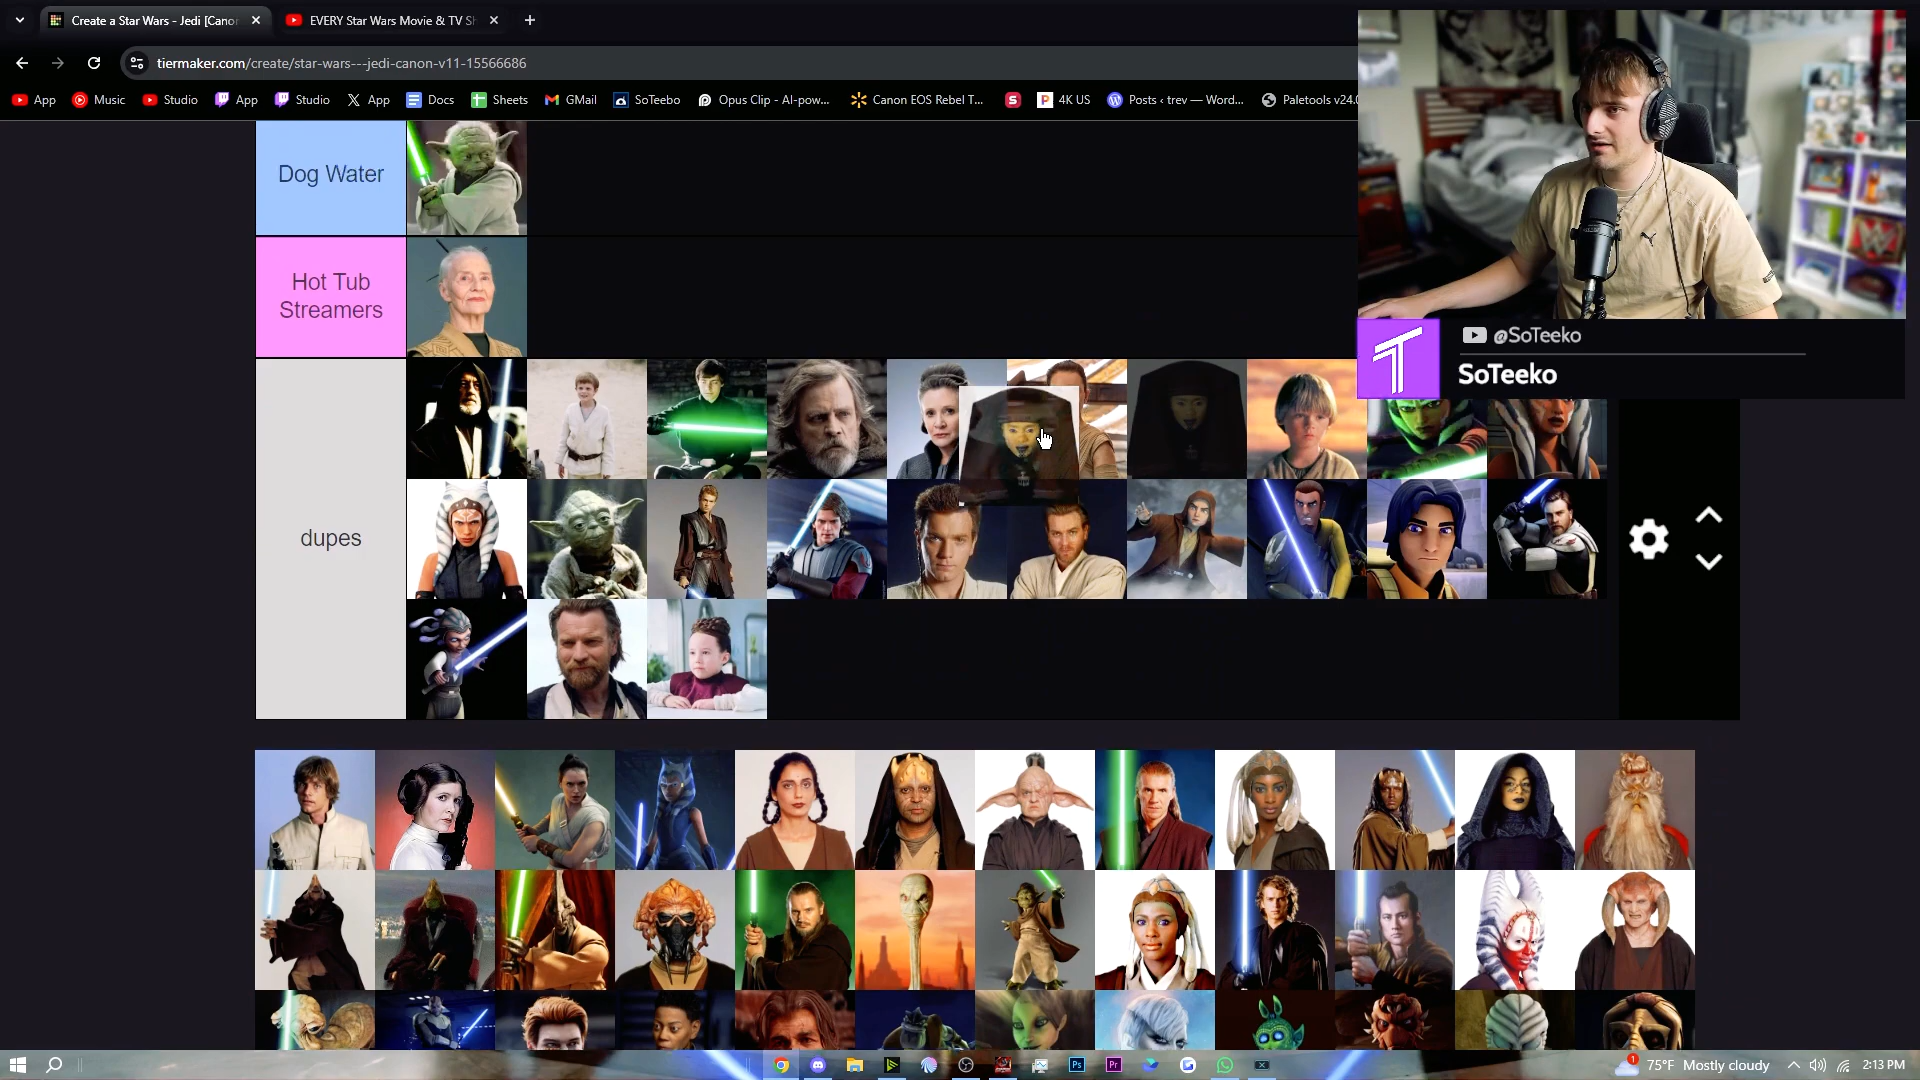 Create a Star Wars - Jedi [Cano
EVERY Star Wars Movie & TV S
tiermaker.com/create/star-wars---jedi-canon-v11-15566686
App
Music
Studio
App
Studio
App
Docs
Sheets
GMail
SoTeebo
Opus Clip - AI-pow...
Canon EOS Rebel T...
4K US
Posts ‹ trev — Word...
Paletools v24.0
Dog Water
Hot Tub
Streamers
@SoTeeko
SoTeeko
dupes
75°F Mostly cloudy
2:13 PM